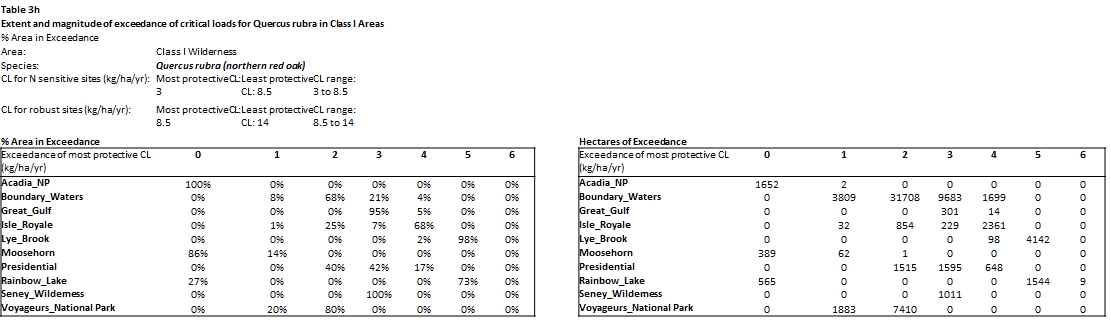 Table 3h
Extent and magnitude of exceedance of critical loads for Quercus rubra in Class I Areas
% Area in Exceedance
Area: Class I Wilderness
Species: Quercus rubra (northern red oak)
CL for N sensitive sites (kg/ha/yr): Most protective CL: Least protective CL range:
3 CL: 8.5 3 to 8.5
CL for robust sites (kg/ha/yr): Most protective CL: Least protective CL range:
8.5 CL: 14 8.5 to 14
% Area in Exceedance
Exceedance of most protective CL 0 1 2 3 4 5 6
(kg/ha/yr)
Acadia_NP 100% 0% 0% 0% 0% 0% 0%
Boundary_Waters 0% 8% 68% 21% 4% 0% 0%
Great_Gulf 0% 0% 0% 95% 5% 0% 0%
Isle_Royale 0% 1% 25% 7% 68% 0% 0%
Lye_Brook 0% 0% 0% 0% 2% 98% 0%
Moosehorn 86% 14% 0% 0% 0% 0% 0%
Presidential 0% 0% 40% 42% 17% 0% 0%
Rainbow_Lake 27% 0% 0% 0% 0% 73% 0%
Seney_Wilderness 0% 0% 0% 100% 0% 0% 0%
Voyageurs_National Park 0% 20% 80% 0% 0% 0% 0%
Hectares of Exceedance
Exceedance of most protective CL 0 1 2 3 4 5 6
(kg/ha/yr)
Acadia_NP 1652 2 0 0 0 0 0
Boundary_Waters 0 3809 31708 9683 1699 0 0
Great_Gulf 0 0 0 301 14 0 0
Isle_Royale 0 32 854 229 2361 0 0
Lye_Brook 0 0 0 0 98 4142 0
Moosehorn 389 62 1 0 0 0 0
Presidential 0 0 1515 1595 648 0 0
Rainbow_Lake 565 0 0 0 0 1544 9
Seney_Wilderness 0 0 0 1011 0 0 0
Voyageurs_National Park 0 1883 7410 0 0 0 0